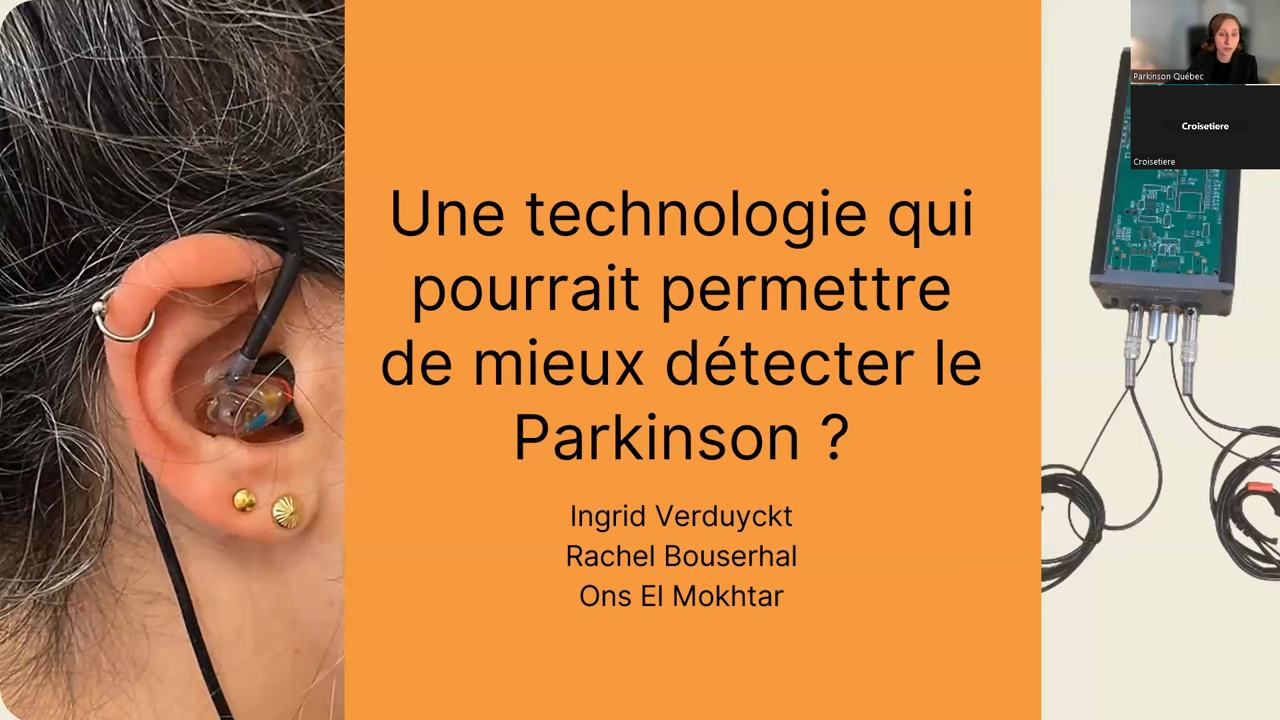 Une technologie qui
pourrait permettre
de mieux détecter le
Parkinson ?
Ingrid Verduyckt
Rachel Bouserhal
Ons El Mokhtar
Parkinson Québec
Croisetiere
Croisetiere